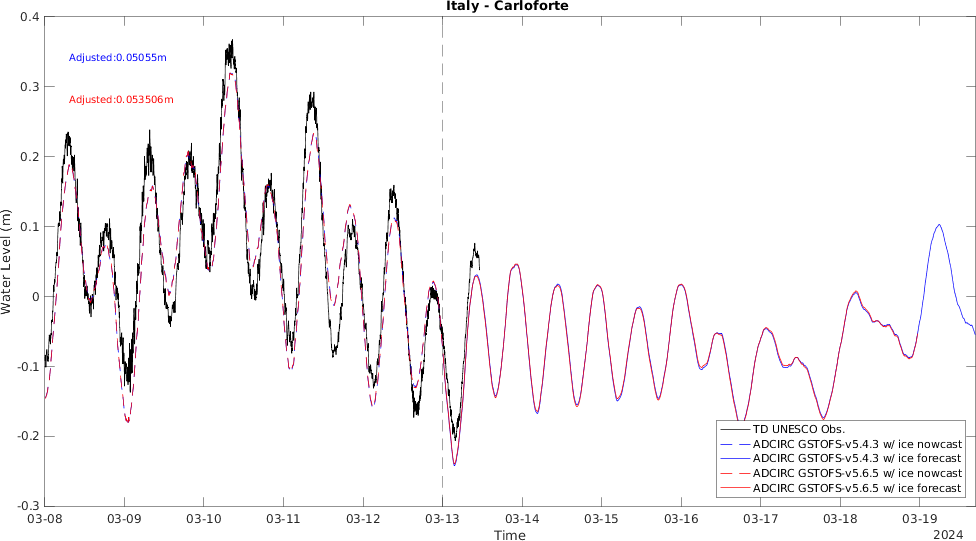 Italy - Carloforte
0.4
0.3
0.2
0.1
0
-0.1
-0.2
-0.3
Water Level (m)
Adjusted:0.05055m
Adjusted:0.053506m
TD UNESCO Obs.
ADCIRC GSTOFS-v5.4.3 w/ ice nowcast
ADCIRC GSTOFS-v5.4.3 w/ ice forecast
ADCIRC GSTOFS-v5.6.5 w/ ice nowcast
ADCIRC GSTOFS-v5.6.5 w/ ice forecast
03-08 03-09 03-10 03-11 03-12 03-13 03-14 03-15 03-16 03-17 03-18 03-19
Time
2024